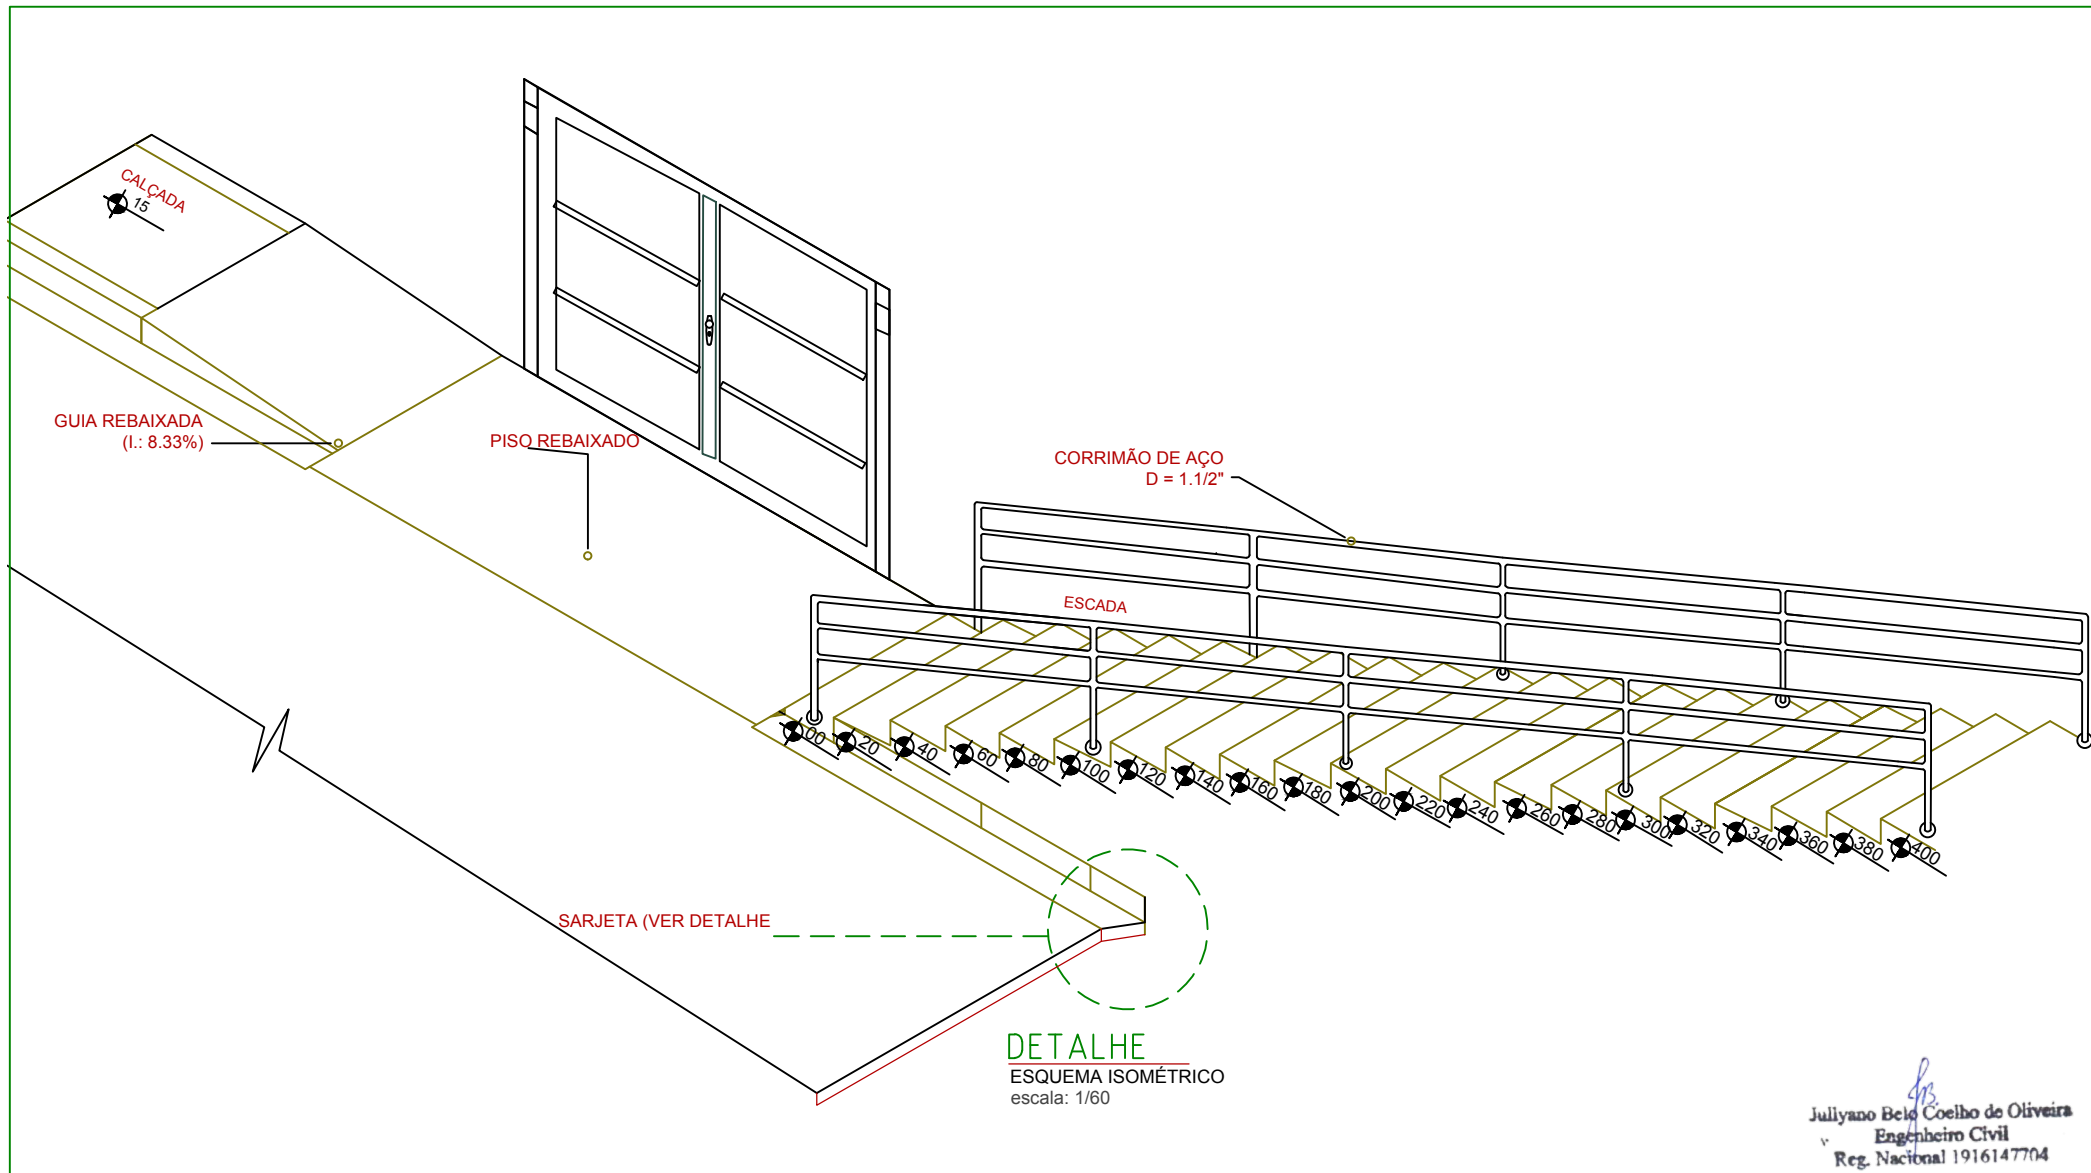 CALÇADA
15
GUIA REBAIXADA
(I.: 8.33%)
PISO REBAIXADO
CORRIMÃO DE AÇO
D = 1.1/2"
ESCADA
00
20
40
60
80
100
120
140
160
180
200
220
240
260
280
300
320
340
360
380
400
SARJETA (VER DETALHE
DETALHE
ESQUEMA ISOMÉTRICO
escala: 1/60
Jullyano Belo Coelho de Oliveira
Engenheiro Civil
Reg. Nacional 1916147704